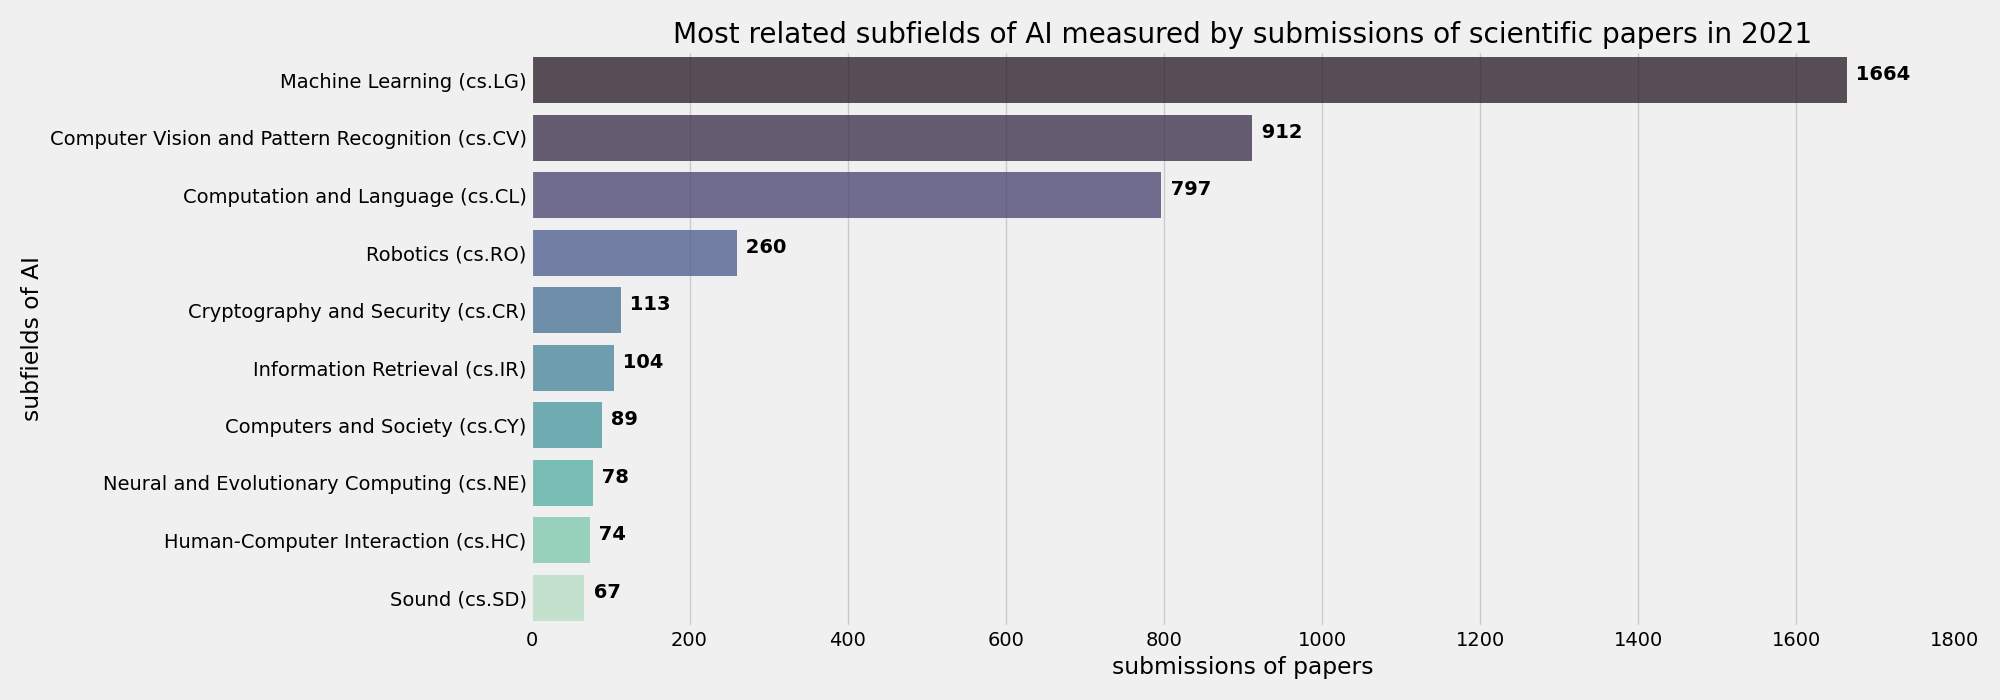 Most related subfields of AI measured by submissions of scientific papers in 2021
Machine Learning (cs.LG) 1664
Computer Vision and Pattern Recognition (cs.CV) 912
Computation and Language (cs.CL) 797
Robotics (cs.RO) 260
Cryptography and Security (cs.CR) 113
Information Retrieval (cs.IR) 104
Computers and Society (cs.CY) 89
Neural and Evolutionary Computing (cs.NE) 78
Human-Computer Interaction (cs.HC) 74
Sound (cs.SD) 67
subfields of AI
0 200 400 600 800 1000 1200 1400 1600 1800
submissions of papers